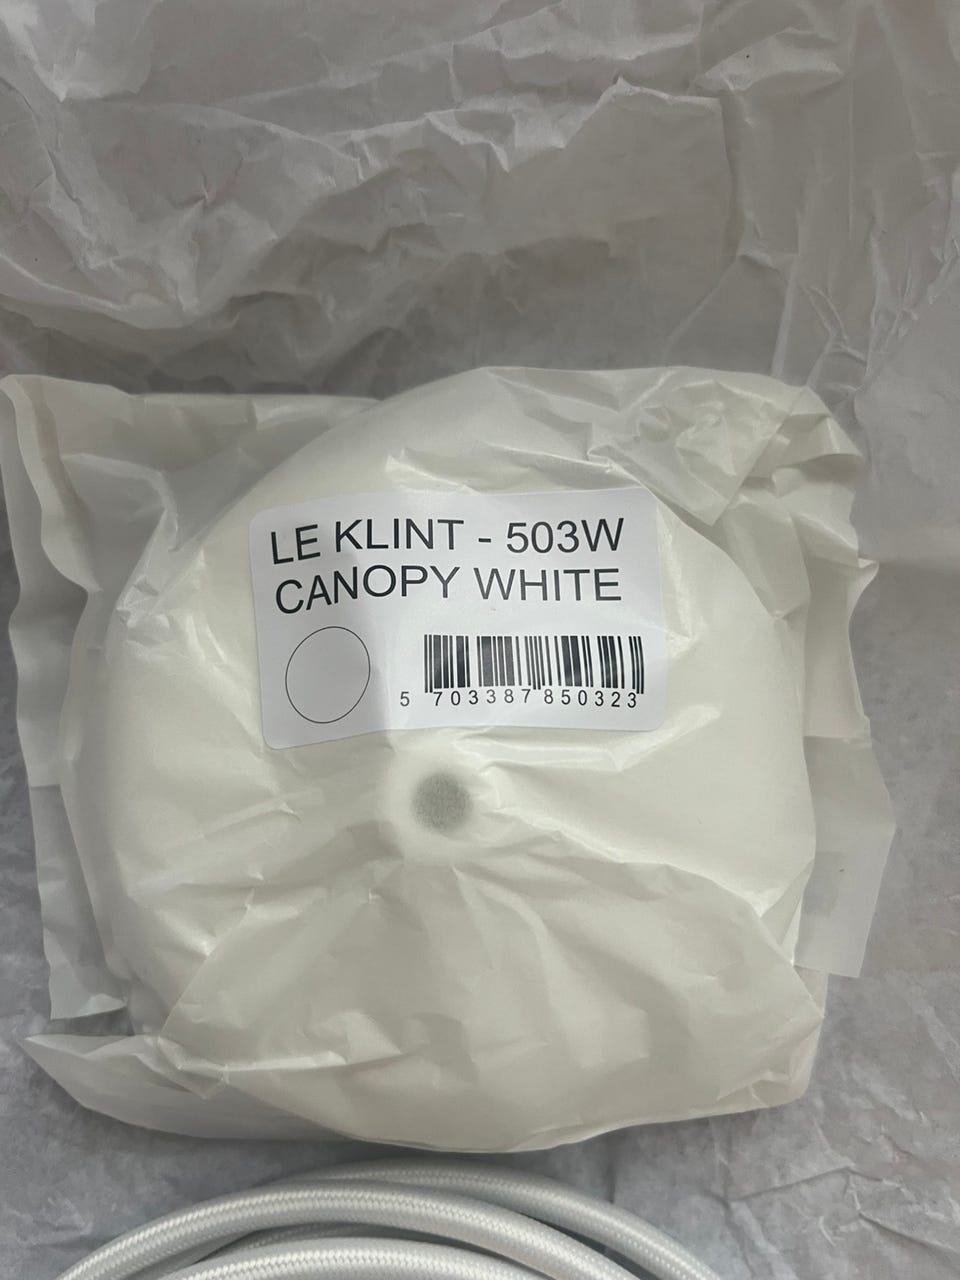 LE KLINT - 503W
CANOPY WHITE
5 703387 850323